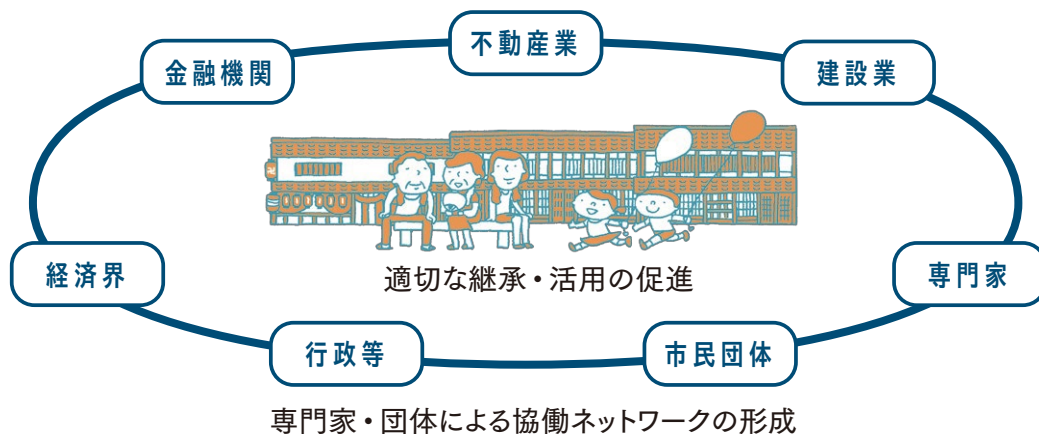 不動産業
金融機関
建設業
適切な継承・活用の促進
経済界
専門家
行政等
市民団体
専門家・団体による協働ネットワークの形成